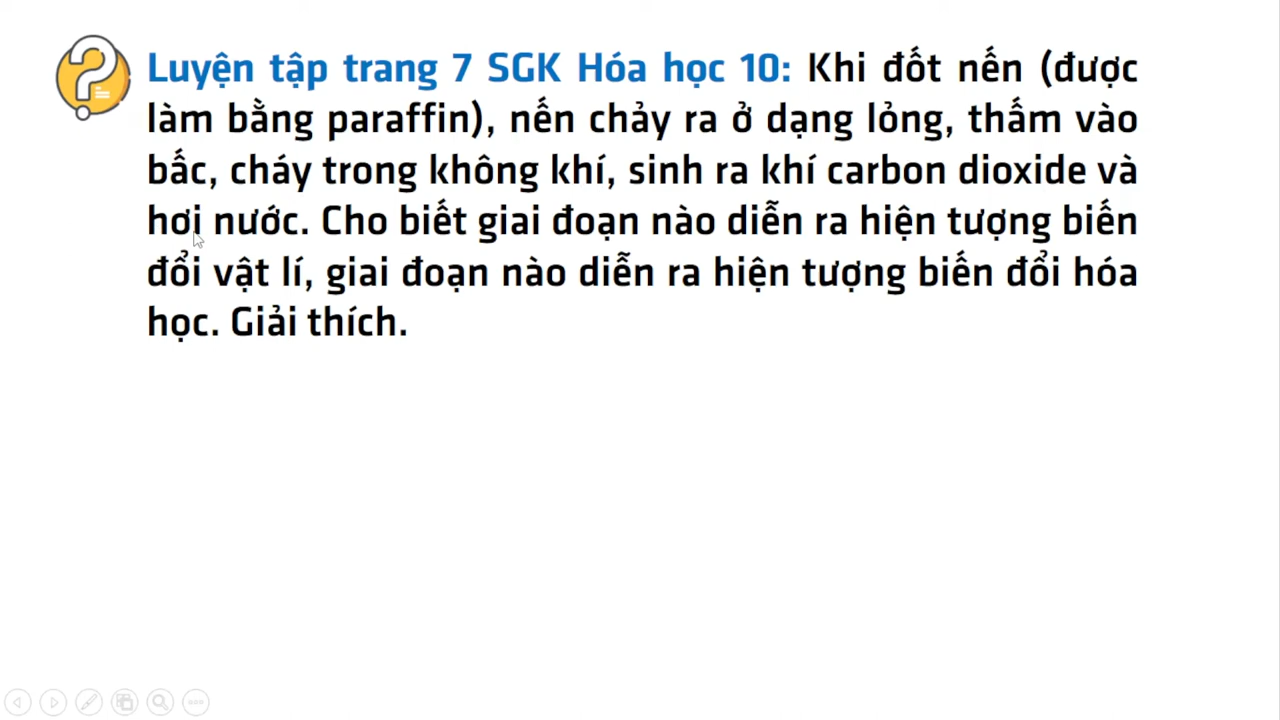 Luyện tập trang 7 SGK Hóa học 10: Khi đốt nến (được
làm bằng paraffin), nến chảy ra ở dạng lỏng, thấm vào
bấc, cháy trong không khí, sinh ra khí carbon dioxide và
hơi nước. Cho biết giai đoạn nào diễn ra hiện tượng biến
đổi vật lí, giai đoạn nào diễn ra hiện tượng biến đổi hóa
học. Giải thích.